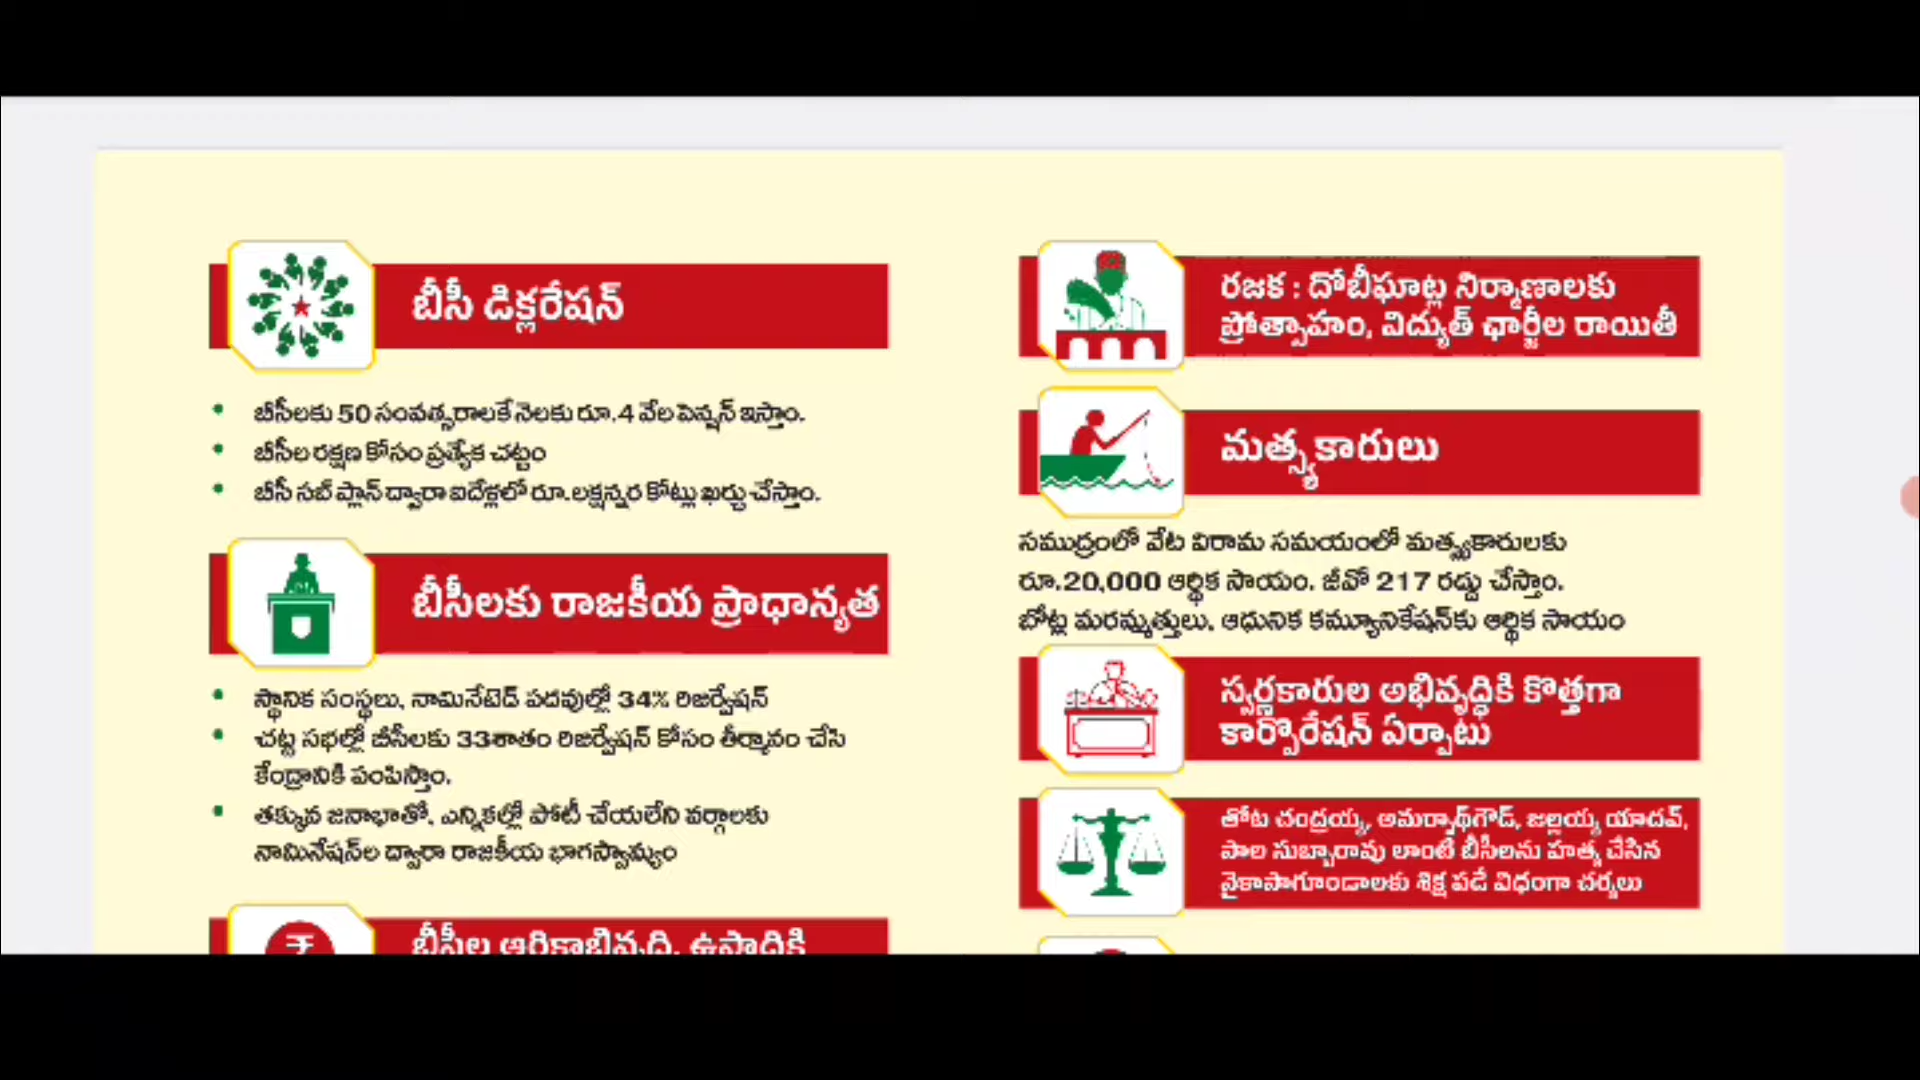 బీసీ డిక్లరేషన్
బీసీలకు 50 సంవత్సరాలకే నెలకు రూ.4 వేల పెన్షన్ ఇస్తాం.
బీసీల రక్షణ కోసం ప్రత్యేక చట్టం
బీసీ సబ్ ప్లాన్ ద్వారా ఐదేళ్లలో రూ.లక్షన్నర కోట్లు ఖర్చు చేస్తాం.
బీసీలకు రాజకీయ ప్రాధాన్యత
స్థానిక సంస్థలు, నామినేటెడ్ పదవుల్లో 34% రిజర్వేషన్
చట్ట సభల్లో బీసీలకు 33శాతం రిజర్వేషన్ కోసం తీర్మానం చేసి
కేంద్రానికి పంపిస్తాం.
తక్కువ జనాభాతో, ఎన్నికల్లో పోటీ చేయలేని వర్గాలకు
నామినేషన్‌ల ద్వారా రాజకీయ భాగస్వామ్యం
బీసీల ఆర్థికాభివృద్ధి, ఉపాధికి
రజక : దోబీఘాట్ల నిర్మాణాలకు
ప్రోత్సాహం, విద్యుత్ ఛార్జీల రాయితీ
మత్స్యకారులు
సముద్రంలో వేట విరామ సమయంలో మత్స్యకారులకు
రూ.20,000 ఆర్థిక సాయం. జీవో 217 రద్దు చేస్తాం.
బోట్ల మరమ్మత్తులు, ఆధునిక కమ్యూనికేషన్‌కు ఆర్థిక సాయం
స్వర్ణకారుల అభివృద్ధికి కొత్తగా
కార్పొరేషన్ ఏర్పాటు
తోట చంద్రయ్య, అమర్నాథ్‌గౌడ్, జల్లయ్య యాదవ్,
పాల సుబ్బారావు లాంటి బీసీలను హత్య చేసిన
వైకాపాగూండాలకు శిక్ష పడే విధంగా చర్యలు